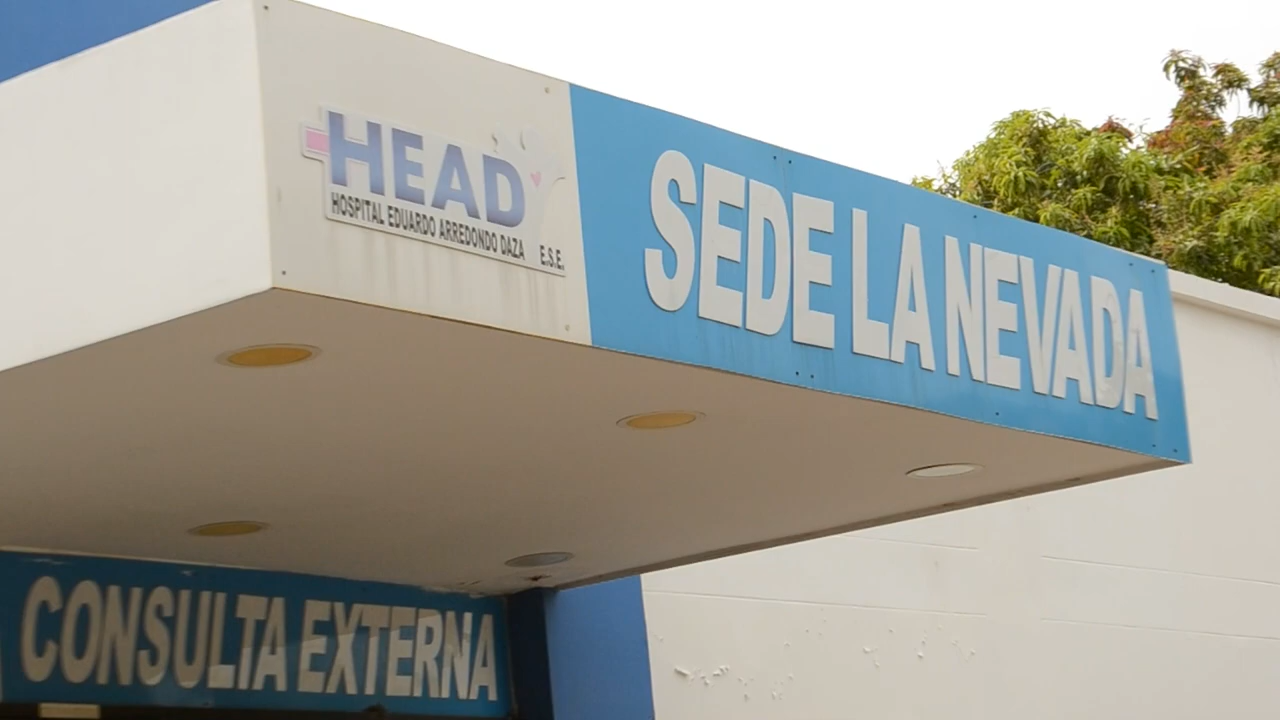 HEAD
HOSPITAL EDUARDO ARREDONDO DAZA E.S.E.
SEDE LA NEVADA
CONSULTA EXTERNA